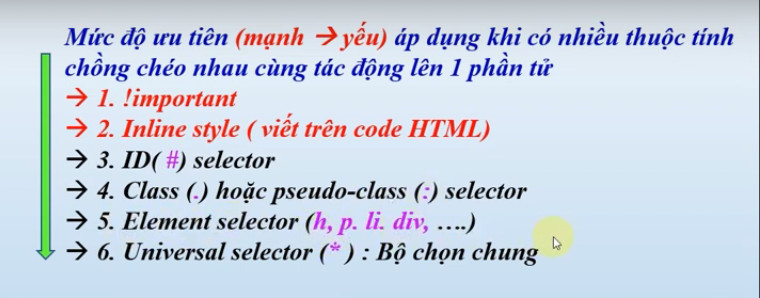 Mức độ ưu tiên (mạnh → yếu) áp dụng khi có nhiều thuộc tính
chồng chéo nhau cùng tác động lên 1 phần tử
→ 1. !important
→ 2. Inline style ( viết trên code HTML)
→ 3. ID( #) selector
→ 4. Class (.) hoặc pseudo-class (:) selector
→ 5. Element selector (h, p. li. div, ….)
→ 6. Universal selector (* ) : Bộ chọn chung